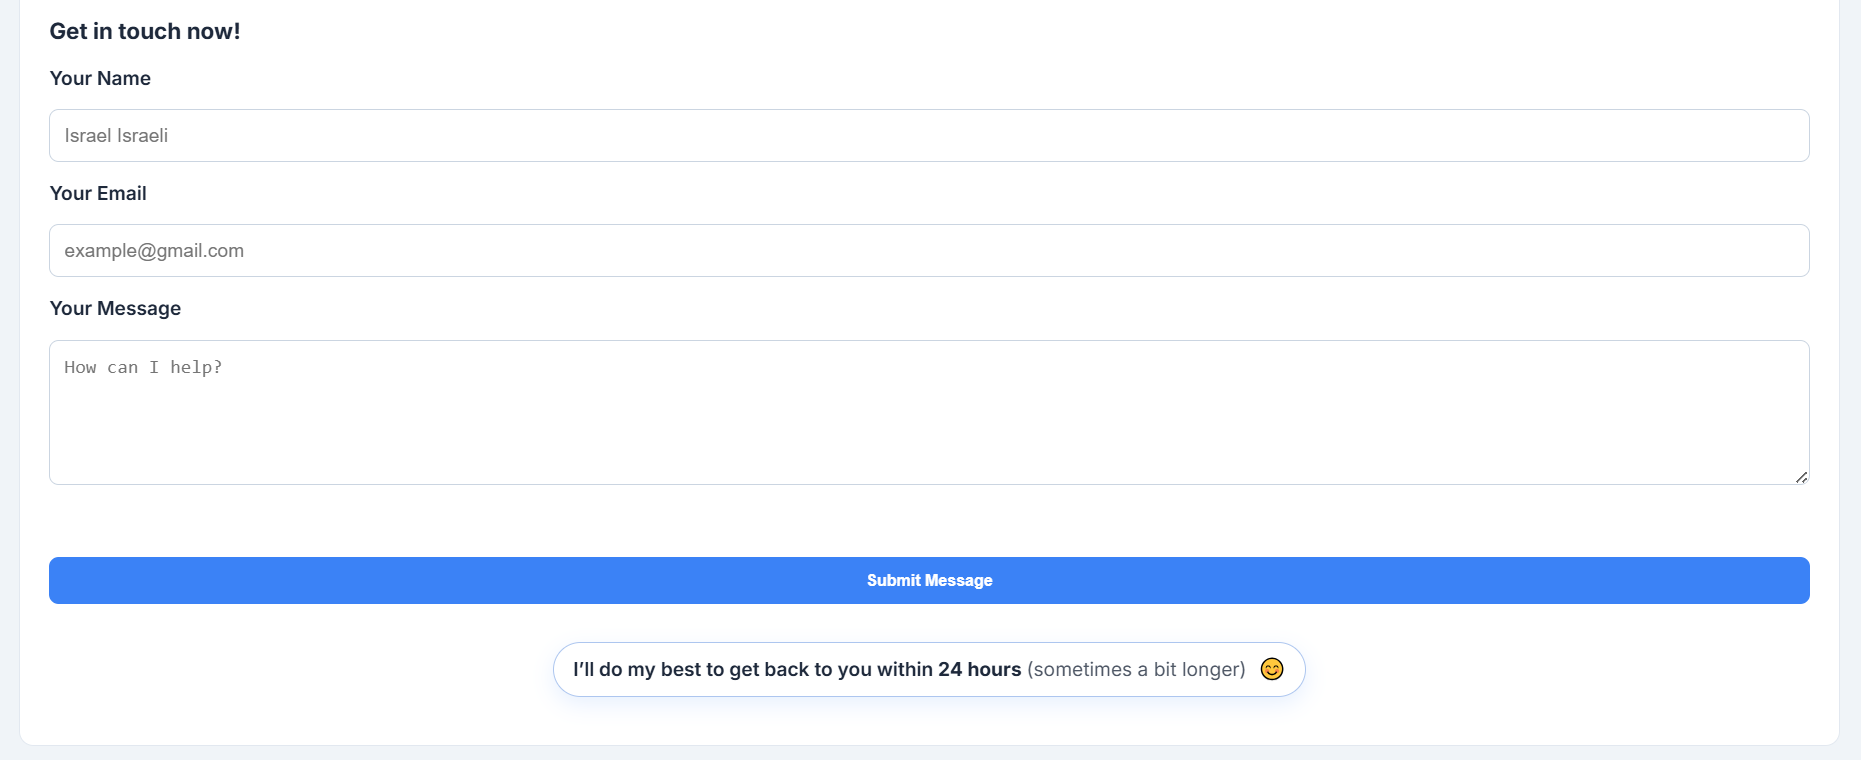 Get in touch now!
Your Name
Israel Israeli
Your Email
example@gmail.com
Your Message
How can I help?
Submit Message
I’ll do my best to get back to you within 24 hours (sometimes a bit longer) 😊